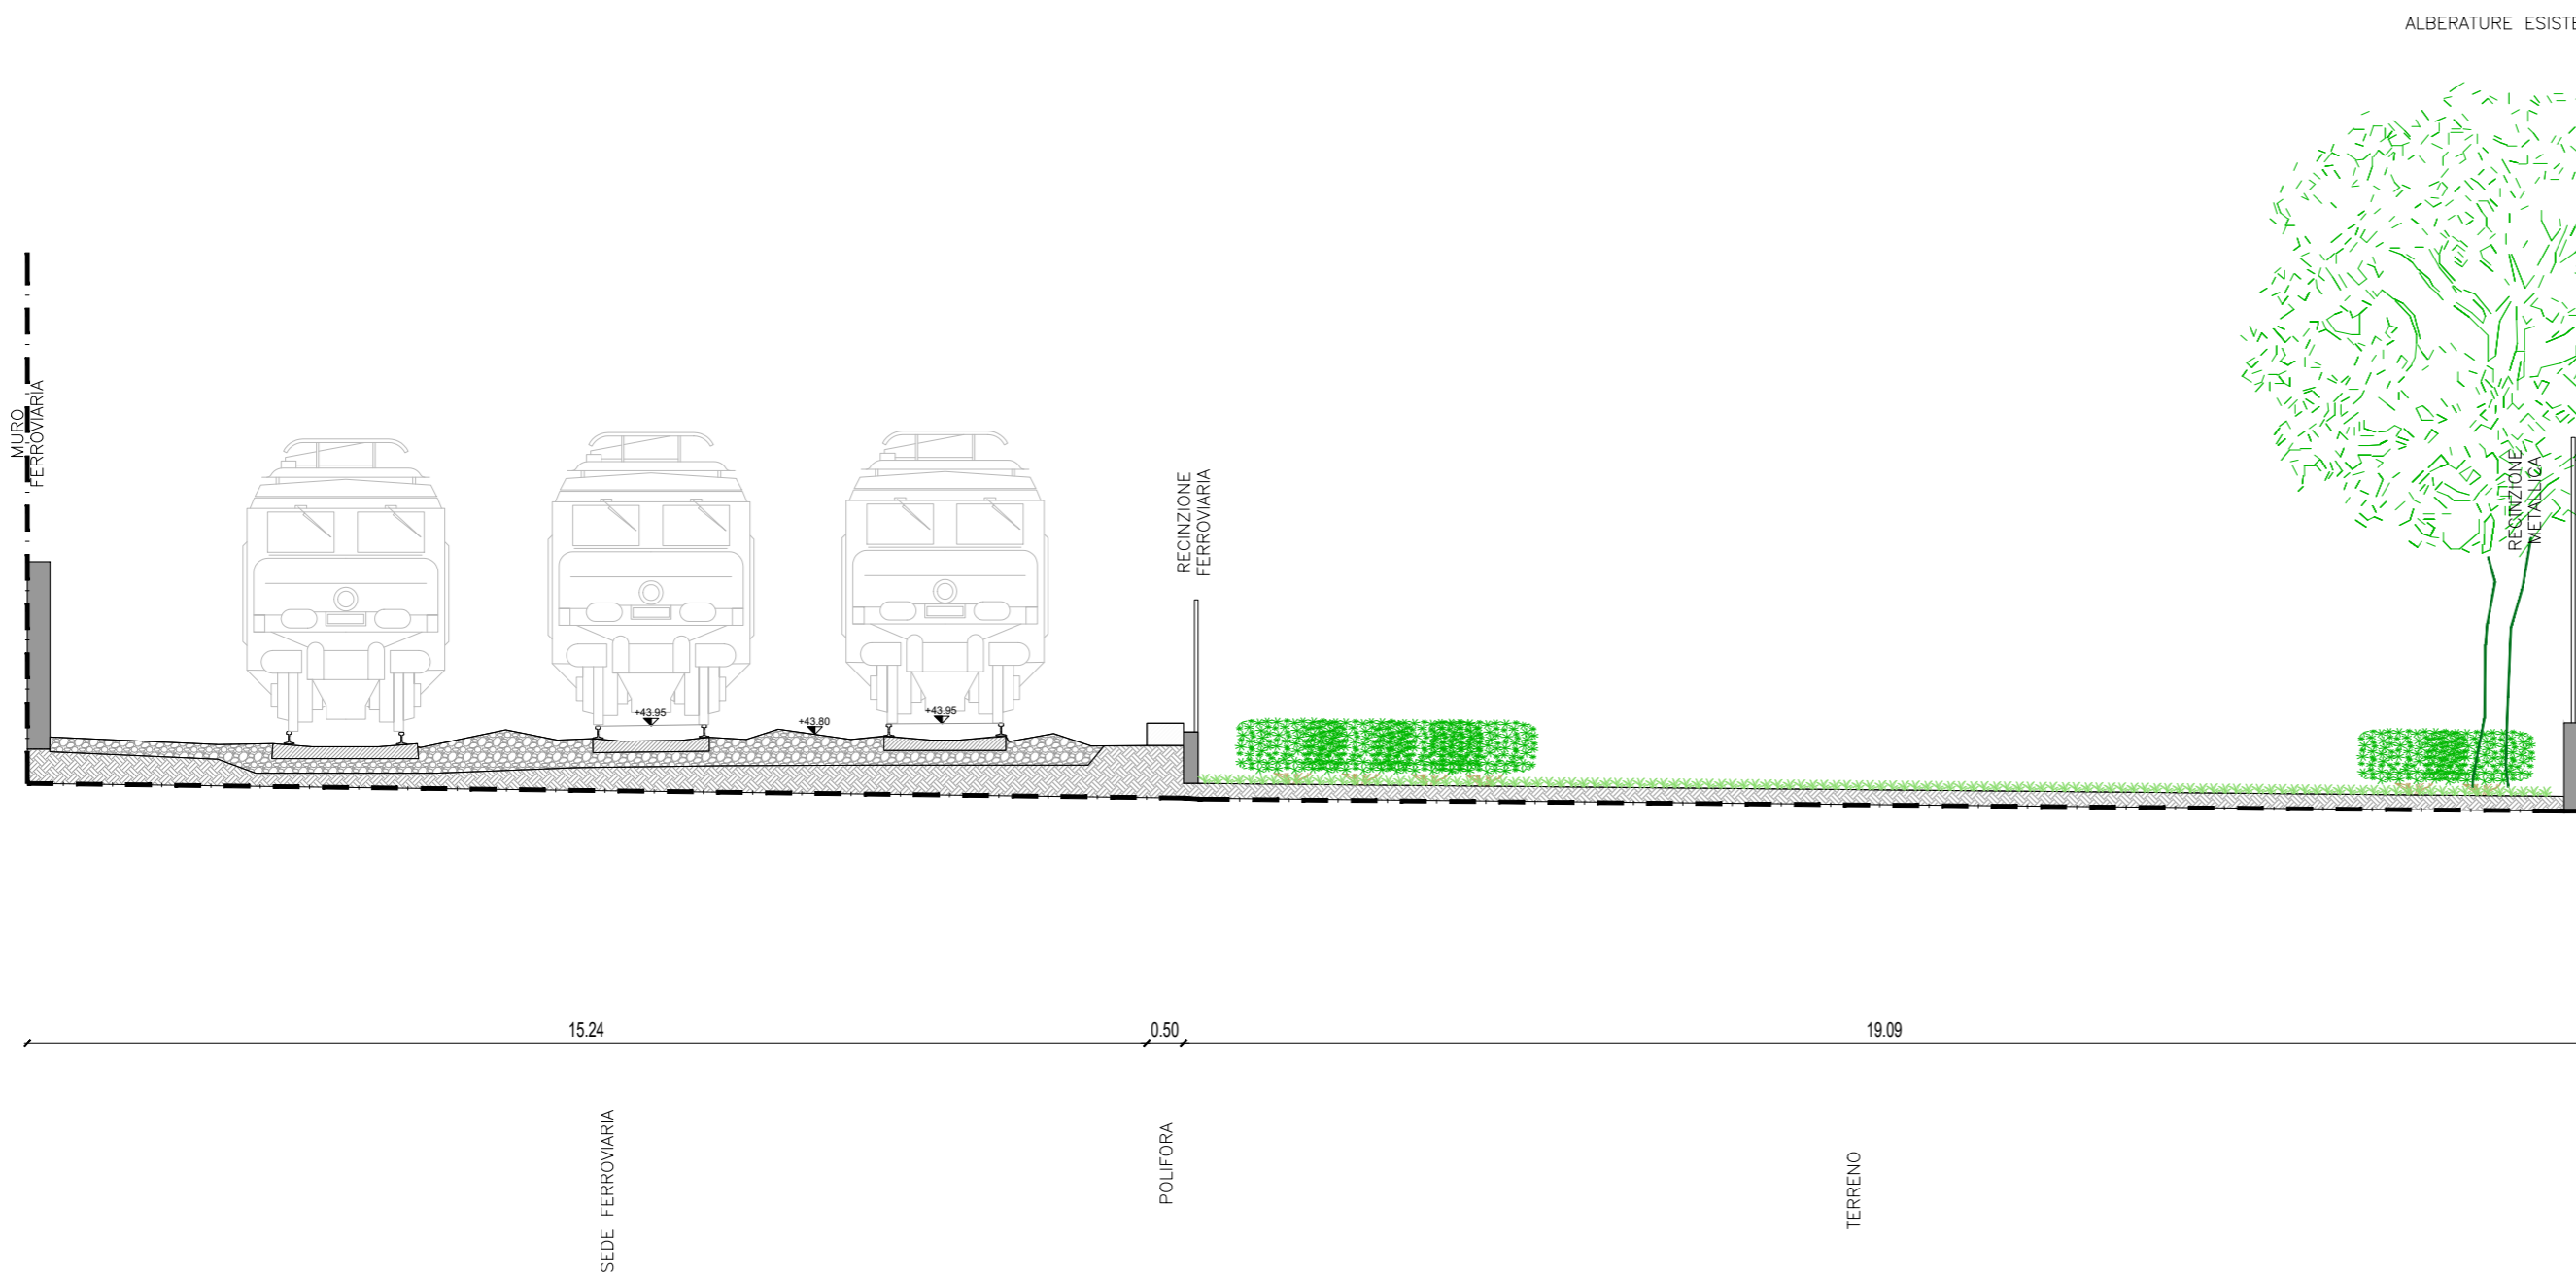 ALBERATURE ESISTE
MURO
FERROVIARIA
RECINZIONE
FERROVIARIA
RECINZIONE
METALLICA
+43.95
+43.80
+43.95
15.24
0.50
19.09
SEDE FERROVIARIA
POLIFORA
TERRENO